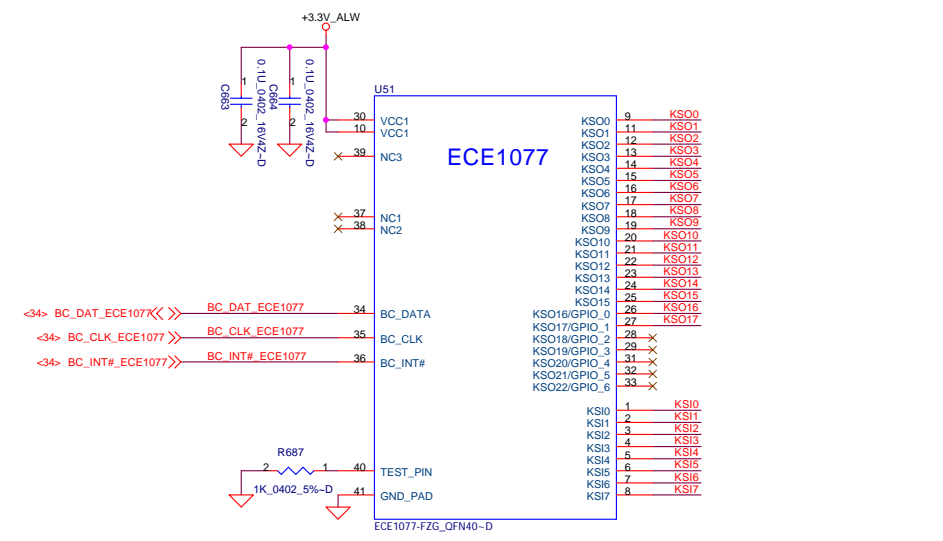 +3.3V_ALW
0.1U_0402_16V4Z~D
0.1U_0402_16V4Z~D
C663
C664
1
1
2
2
U51
ECE1077
30 VCC1
10 VCC1
39 NC3
37 NC1
38 NC2
<34> BC_DAT_ECE1077 BC_DAT_ECE1077 34 BC_DATA
<34> BC_CLK_ECE1077 BC_CLK_ECE1077 35 BC_CLK
<34> BC_INT#_ECE1077 BC_INT#_ECE1077 36 BC_INT#
R687
2 1 40 TEST_PIN
1K_0402_5%~D
41 GND_PAD
KSO0 9 KSO0
KSO1 11 KSO1
KSO2 12 KSO2
KSO3 13 KSO3
KSO4 14 KSO4
KSO5 15 KSO5
KSO6 16 KSO6
KSO7 17 KSO7
KSO8 18 KSO8
KSO9 19 KSO9
KSO10 20 KSO10
KSO11 21 KSO11
KSO12 22 KSO12
KSO13 23 KSO13
KSO14 24 KSO14
KSO15 25 KSO15
KSO16/GPIO_0 26 KSO16
KSO17/GPIO_1 27 KSO17
KSO18/GPIO_2 28
KSO19/GPIO_3 29
KSO20/GPIO_4 31
KSO21/GPIO_5 32
KSO22/GPIO_6 33
KSI0 1 KSI0
KSI1 2 KSI1
KSI2 3 KSI2
KSI3 4 KSI3
KSI4 5 KSI4
KSI5 6 KSI5
KSI6 7 KSI6
KSI7 8 KSI7
ECE1077-FZG_QFN40~D